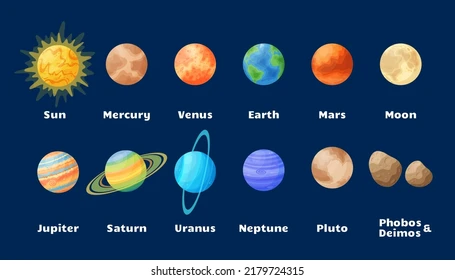 Sun Mercury Venus Earth Mars Moon
Jupiter Saturn Uranus Neptune Pluto Phobos
Deimos &
shutterstock.com · 2179724315